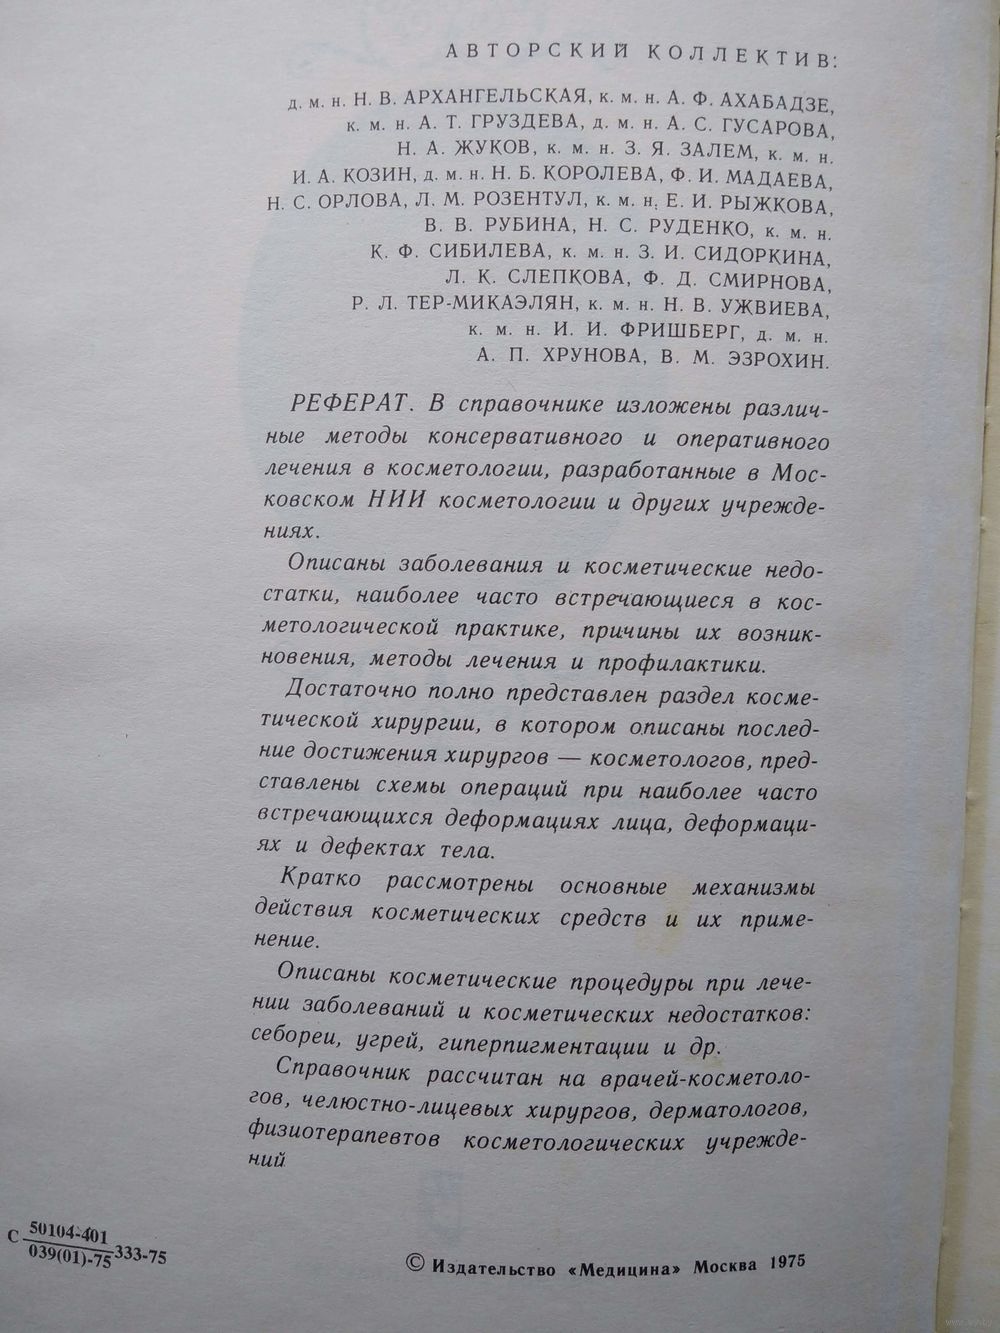 АВТОРСКИЙ КОЛЛЕКТИВ:
д. м. н. Н. В. АРХАНГЕЛЬСКАЯ, к. м. н. А. Ф. АХАБАДЗЕ,
к. м. н. А. Т. ГРУЗДЕВА, д. м. н. А. С. ГУСАРОВА,
Н. А. ЖУКОВ, к. м. н. З. Я. ЗАЛЕМ, к. м. н.
И. А. КОЗИН, д. м. н. Н. Б. КОРОЛЕВА, Ф. И. МАДАЕВА,
Н. С. ОРЛОВА, Л. М. РОЗЕНТУЛ, к. м. н. Е. И. РЫЖКОВА,
В. В. РУБИНА, Н. С. РУДЕНКО, к. м. н.
К. Ф. СИБИЛЕВА, к. м. н. З. И. СИДОРКИНА,
Л. К. СЛЕПКОВА, Ф. Д. СМИРНОВА,
Р. Л. ТЕР-МИКАЭЛЯН, к. м. н. Н. В. УЖВИЕВА,
к. м. н. И. И. ФРИШБЕРГ, д. м. н.
А. П. ХРУНОВА, В. М. ЭЗРОХИН.
РЕФЕРАТ. В справочнике изложены различ-
ные методы консервативного и оперативного
лечения в косметологии, разработанные в Мос-
ковском НИИ косметологии и других учрежде-
ниях.
Описаны заболевания и косметические недо-
статки, наиболее часто встречающиеся в кос-
метологической практике, причины их возник-
новения, методы лечения и профилактики.
Достаточно полно представлен раздел косме-
тической хирургии, в котором описаны послед-
ние достижения хирургов — косметологов, пред-
ставлены схемы операций при наиболее часто
встречающихся деформациях лица, деформаци-
ях и дефектах тела.
Кратко рассмотрены основные механизмы
действия косметических средств и их приме-
нение.
Описаны косметические процедуры при лече-
нии заболеваний и косметических недостатков:
себореи, угрей, гиперпигментации и др.
Справочник рассчитан на врачей-косметоло-
гов, челюстно-лицевых хирургов, дерматологов,
физиотерапевтов косметологических учрежде-
ний
С 50104-401
039(01)-75 333-75
© Издательство «Медицина» Москва 1975